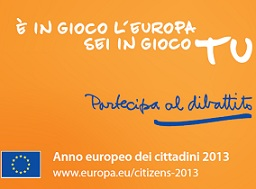 È IN GIOCO L'EUROPA
SEI IN GIOCO TU
Partecipa al dibattito
Anno europeo dei cittadini 2013
www.europa.eu/citizens-2013